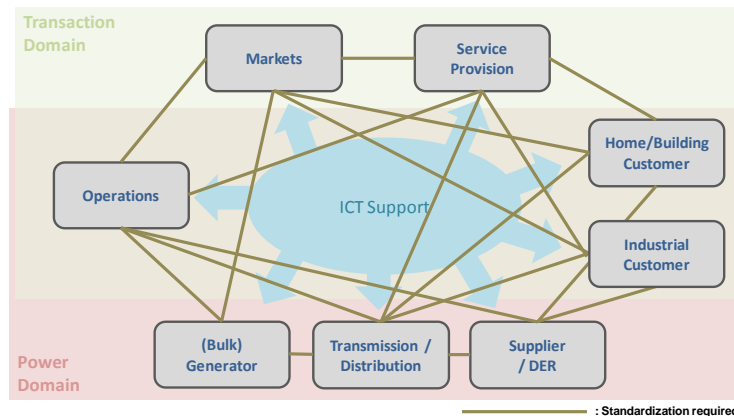 Transaction
Domain
Markets
Service
Provision
Home/Building
Customer
Operations
ICT Support
Industrial
Customer
(Bulk)
Generator
Transmission /
Distribution
Supplier
/ DER
Power
Domain
: Standardization required